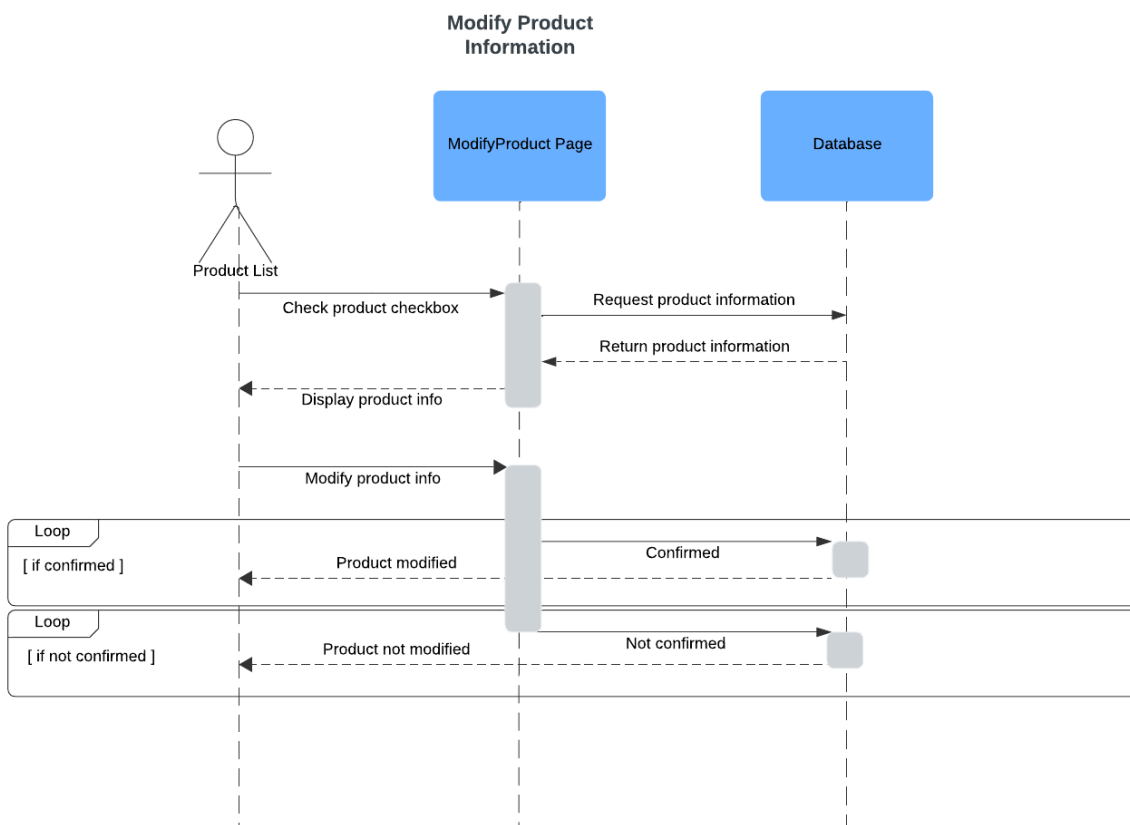 Modify Product
Information
ModifyProduct Page
Database
Product List
Check product checkbox
Request product information
Return product information
Display product info
Modify product info
Loop
[ if confirmed ]
Confirmed
Product modified
Loop
[ if not confirmed ]
Not confirmed
Product not modified